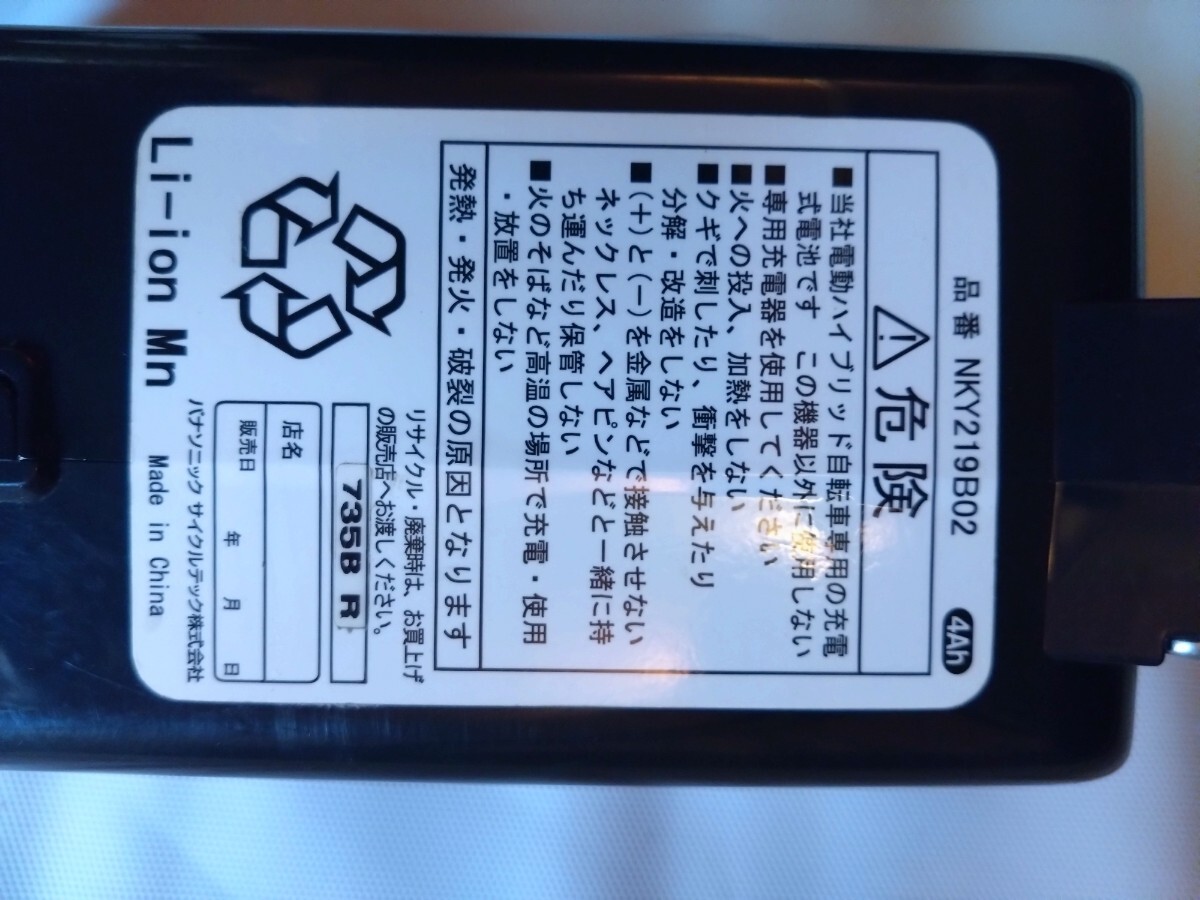 品番 NKY219B02 4Ah
⚠危険
■当社電動ハイブリッド自転車専用の充電
式電池です この機器以外に使用しない
■専用充電器を使用してください
■火への投入、加熱をしない
■クギで刺したり、衝撃を与えたり
分解・改造をしない
■(+)と(−)を金属などで接触させない
ネックレス、ヘアピンなどと一緒に持
ち運んだり保管しない
■火のそばなど高温の場所で充電・使用
・放置をしない
発熱・発火・破裂の原因となります
リサイクル・廃棄時は、お買上げ
の販売店へお渡しください。
735B R
店名
販売日 年 月 日
パナソニック サイクルテック株式会社
Li-ion Mn Made in China